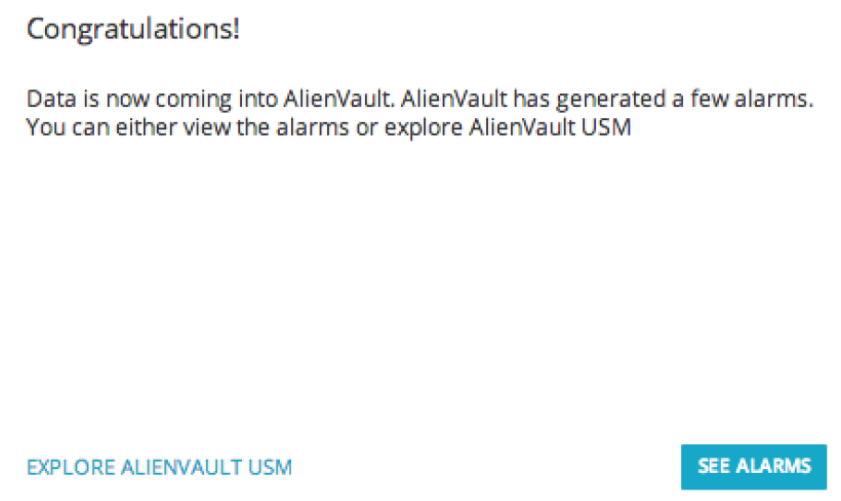 Congratulations!
Data is now coming into AlienVault. AlienVault has generated a few alarms.
You can either view the alarms or explore AlienVault USM
EXPLORE ALIENVAULT USM
SEE ALARMS